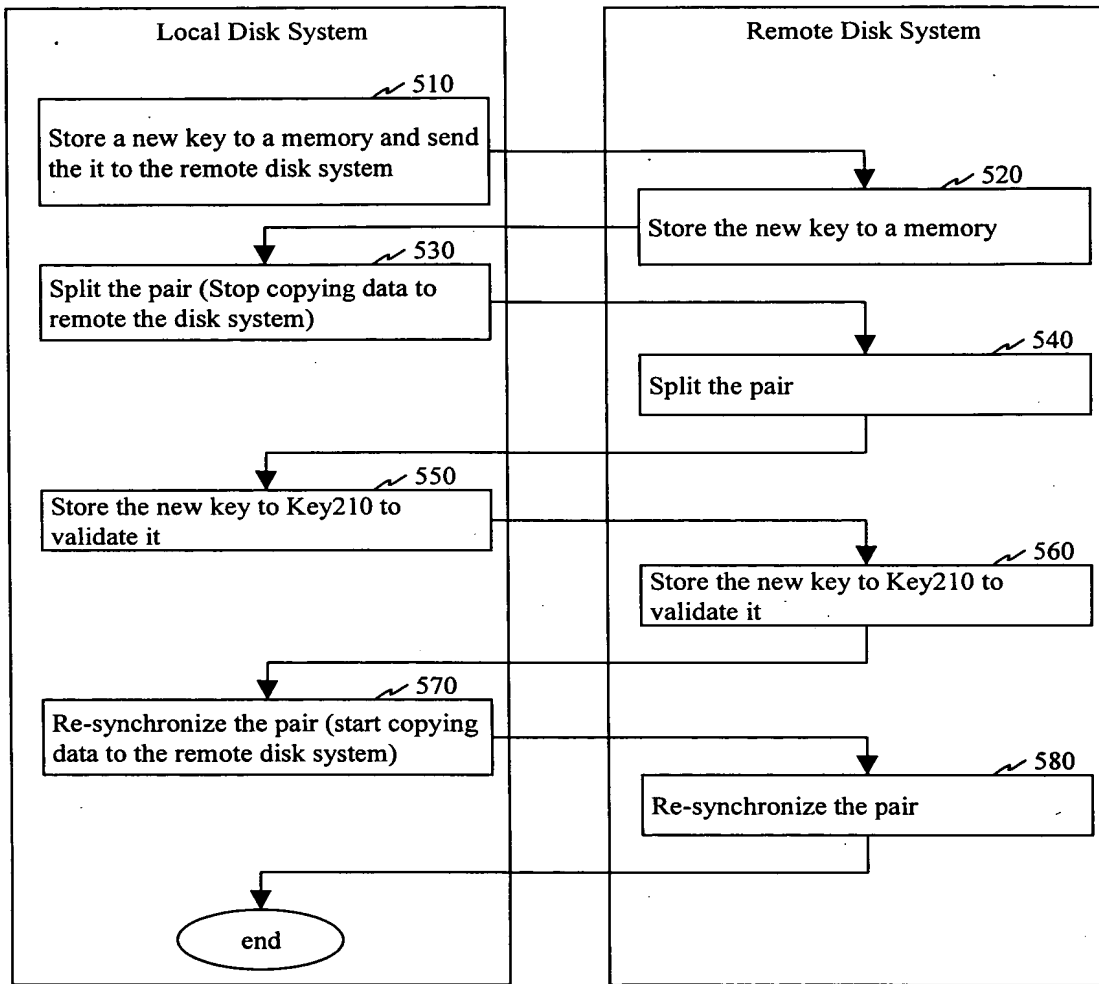 Local Disk System
Remote Disk System
510
Store a new key to a memory and send
the it to the remote disk system
520
Store the new key to a memory
530
Split the pair (Stop copying data to
remote the disk system)
540
Split the pair
550
Store the new key to Key210 to
validate it
560
Store the new key to Key210 to
validate it
570
Re-synchronize the pair (start copying
data to the remote disk system)
580
Re-synchronize the pair
end